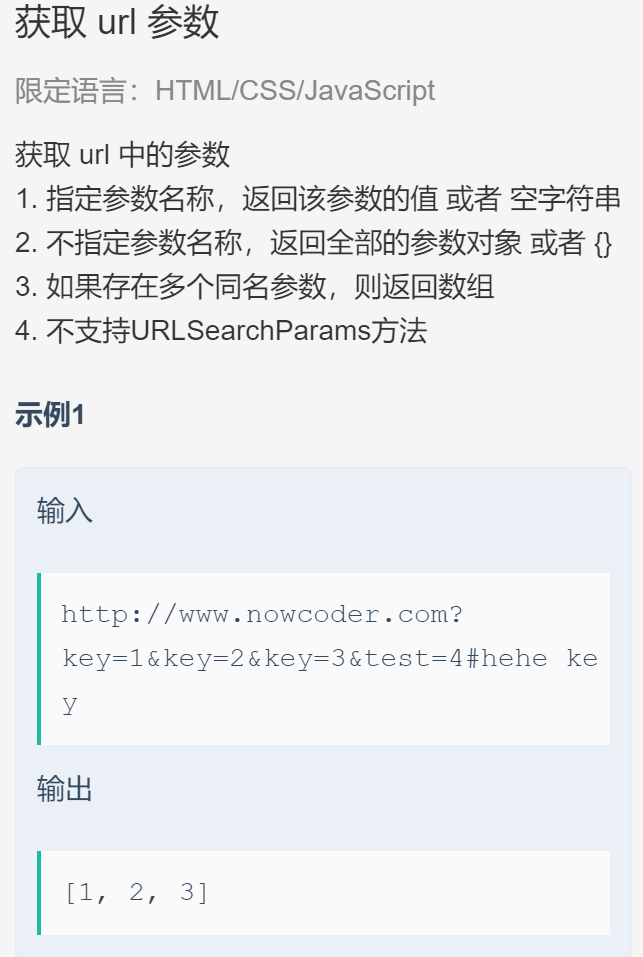 获取 url 参数
限定语言：HTML/CSS/JavaScript
获取 url 中的参数
1. 指定参数名称，返回该参数的值 或者 空字符串
2. 不指定参数名称，返回全部的参数对象 或者 {}
3. 如果存在多个同名参数，则返回数组
4. 不支持URLSearchParams方法
示例1
输入
http://www.nowcoder.com?
key=1&key=2&key=3&test=4#hehe ke
y
输出
[1, 2, 3]